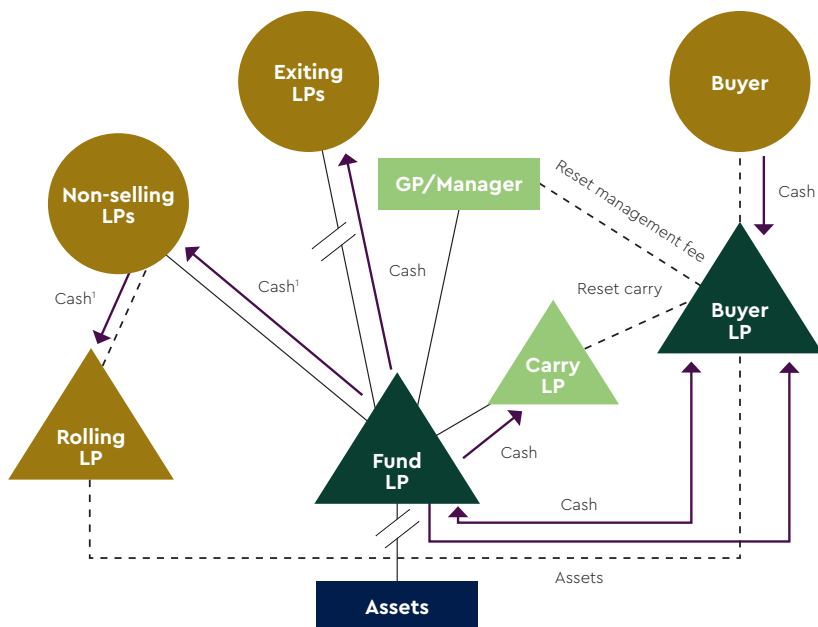 Exiting
LPs
Buyer
Non-selling
LPs
GP/Manager
Reset management fee
Cash
Cash
Cash¹
Cash¹
Reset carry
Buyer
LP
Carry
LP
Rolling
LP
Fund
LP
Cash
Cash
Assets
Assets